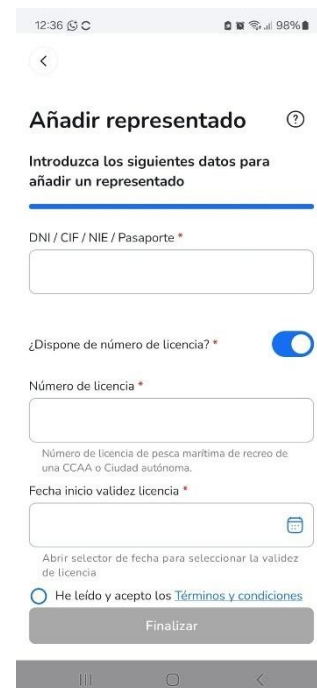 12:36
98%
Añadir representado
Introduzca los siguientes datos para
añadir un representado
DNI / CIF / NIE / Pasaporte *
¿Dispone de número de licencia? *
Número de licencia *
Número de licencia de pesca marítima de recreo de
una CCAA o Ciudad autónoma.
Fecha inicio validez licencia *
Abrir selector de fecha para seleccionar la validez
de licencia
He leído y acepto los Términos y condiciones
Finalizar